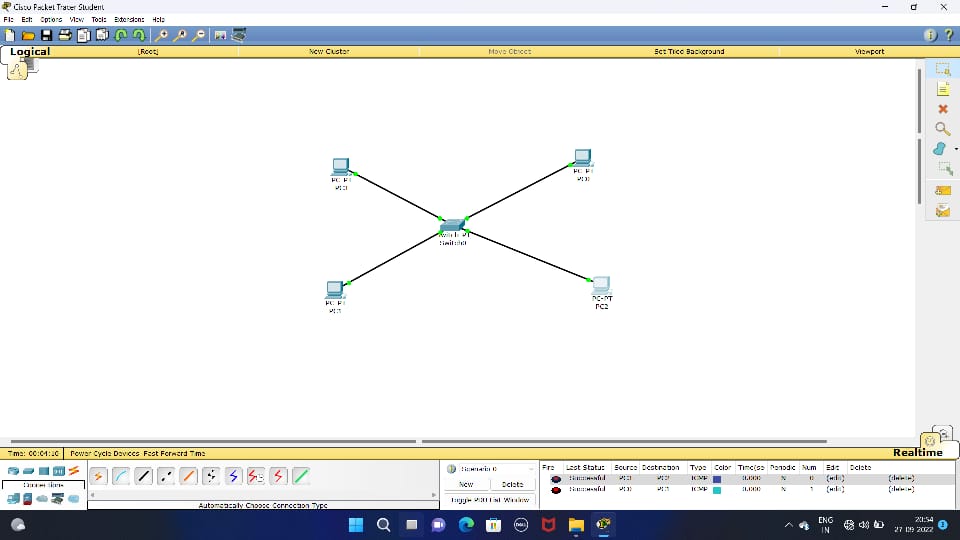 Cisco Packet Tracer Student
File Edit Options View Tools Extensions Help
Logical
[Root]
New Cluster
Move Object
Set Tiled Background
Viewport
PC-PT
PC3
PC-PT
PC0
Switch-PT
Switch0
PC-PT
PC1
PC-PT
PC2
Time: 00:04:10 Power Cycle Devices Fast Forward Time
Realtime
Connections
Automatically Choose Connection Type
Scenario 0
New Delete
Toggle PDU List Window
Fire Last Status Source Destination Type Color Time(se Periodic Num Edit Delete
Successful PC3 PC2 ICMP 0.000 N 0 (edit) (delete)
Successful PC0 PC1 ICMP 0.000 N 1 (edit) (delete)
DELL
ENG
IN
20:54
27-09-2022